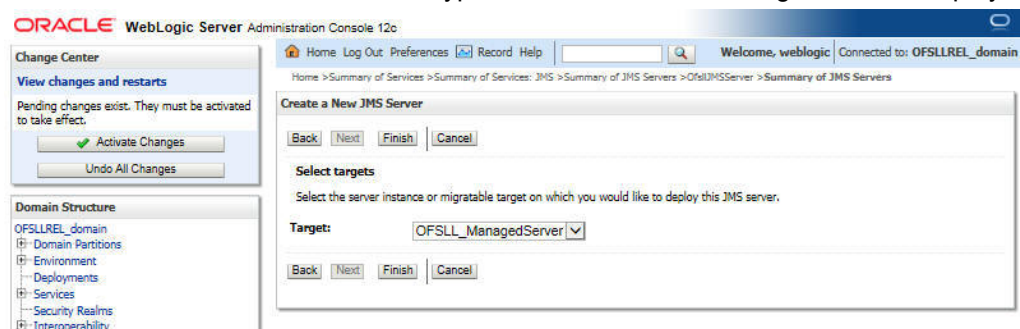 ORACLE WebLogic Server Administration Console 12c
Change Center
View changes and restarts
Pending changes exist. They must be activated
to take effect.
Activate Changes
Undo All Changes
Domain Structure
OFSLLREL_domain
Domain Partitions
Environment
Deployments
Services
Security Realms
Interoperability
Home Log Out Preferences Record Help
Welcome, weblogic Connected to: OFSLLREL_domain
Home >Summary of Services >Summary of Services: JMS >Summary of JMS Servers >OfsllJMSServer >Summary of JMS Servers
Create a New JMS Server
Back Next Finish Cancel
Select targets
Select the server instance or migratable target on which you would like to deploy this JMS server.
Target: OFSLL_ManagedServer
Back Next Finish Cancel